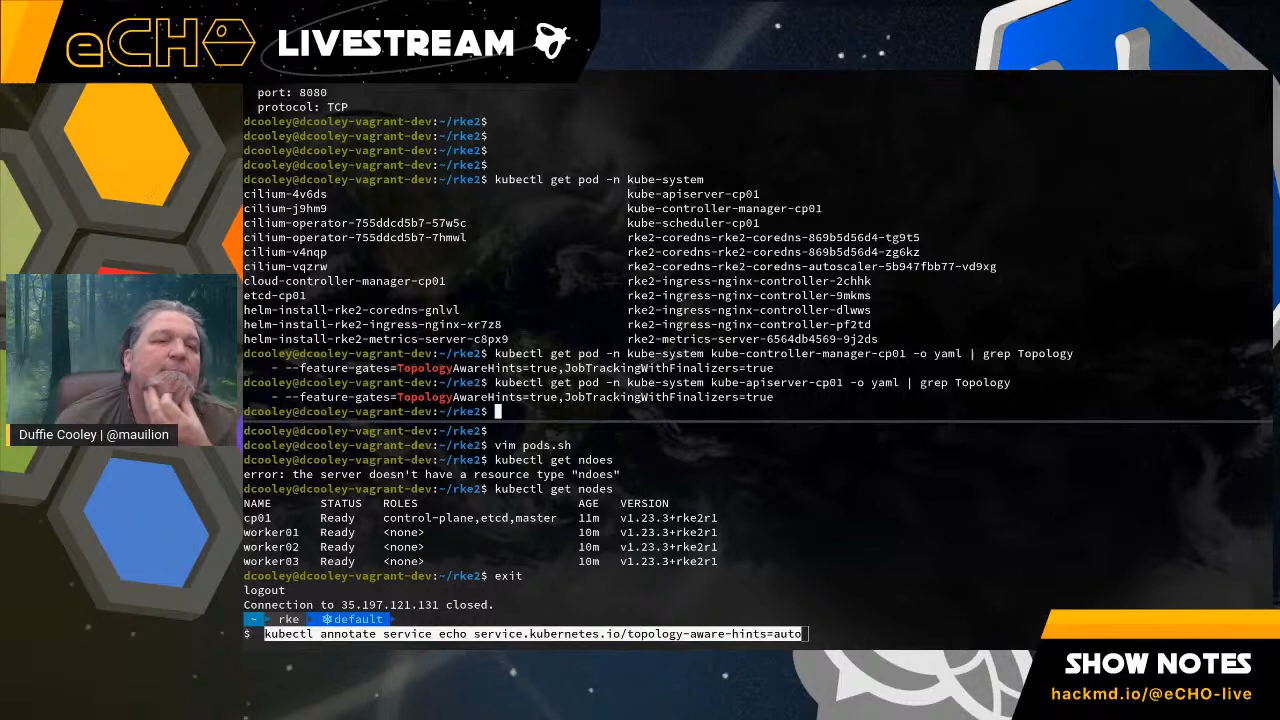 eCHO LIVESTREAM
port: 8080
protocol: TCP
dcooley@dcooley-vagrant-dev:~/rke2$
dcooley@dcooley-vagrant-dev:~/rke2$
dcooley@dcooley-vagrant-dev:~/rke2$
dcooley@dcooley-vagrant-dev:~/rke2$
dcooley@dcooley-vagrant-dev:~/rke2$ kubectl get pod -n kube-system
cilium-4v6ds kube-apiserver-cp01
cilium-j9hm9 kube-controller-manager-cp01
cilium-operator-755ddcd5b7-57w5c kube-scheduler-cp01
cilium-operator-755ddcd5b7-7hmwl rke2-coredns-rke2-coredns-869b5d56d4-tg9t5
cilium-v4nqp rke2-coredns-rke2-coredns-869b5d56d4-zg6kz
cilium-vqzrw rke2-coredns-rke2-coredns-autoscaler-5b947fbb77-vd9xg
cloud-controller-manager-cp01 rke2-ingress-nginx-controller-2chhk
etcd-cp01 rke2-ingress-nginx-controller-9mkms
helm-install-rke2-coredns-gnlvl rke2-ingress-nginx-controller-dlwws
helm-install-rke2-ingress-nginx-xr7z8 rke2-ingress-nginx-controller-pf2td
helm-install-rke2-metrics-server-c8px9 rke2-metrics-server-6564db4569-9j2ds
dcooley@dcooley-vagrant-dev:~/rke2$ kubectl get pod -n kube-system kube-controller-manager-cp01 -o yaml | grep Topology
- --feature-gates=TopologyAwareHints=true,JobTrackingWithFinalizers=true
dcooley@dcooley-vagrant-dev:~/rke2$ kubectl get pod -n kube-system kube-apiserver-cp01 -o yaml | grep Topology
- --feature-gates=TopologyAwareHints=true,JobTrackingWithFinalizers=true
dcooley@dcooley-vagrant-dev:~/rke2$
dcooley@dcooley-vagrant-dev:~/rke2$
dcooley@dcooley-vagrant-dev:~/rke2$ vim pods.sh
dcooley@dcooley-vagrant-dev:~/rke2$ kubectl get ndoes
error: the server doesn't have a resource type "ndoes"
dcooley@dcooley-vagrant-dev:~/rke2$ kubectl get nodes
NAME STATUS ROLES AGE VERSION
cp01 Ready control-plane,etcd,master 11m v1.23.3+rke2r1
worker01 Ready <none> 10m v1.23.3+rke2r1
worker02 Ready <none> 10m v1.23.3+rke2r1
worker03 Ready <none> 10m v1.23.3+rke2r1
dcooley@dcooley-vagrant-dev:~/rke2$ exit
logout
Connection to 35.197.121.131 closed.
~ rke ⎈default
$ kubectl annotate service echo service.kubernetes.io/topology-aware-hints=auto
Duffie Cooley | @mauilion
SHOW NOTES
hackmd.io/@eCHO-live